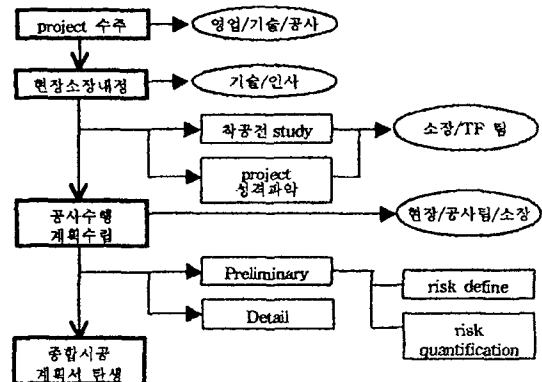 project 수주
영업/기술/공사
현장소장내정
기술/인사
착공전 study
소장/TF 팀
project
성격파악
공사수행
계획수립
현장/공사팀/소장
Preliminary
risk define
Detail
risk
quantification
종합시공
계획서 탄생